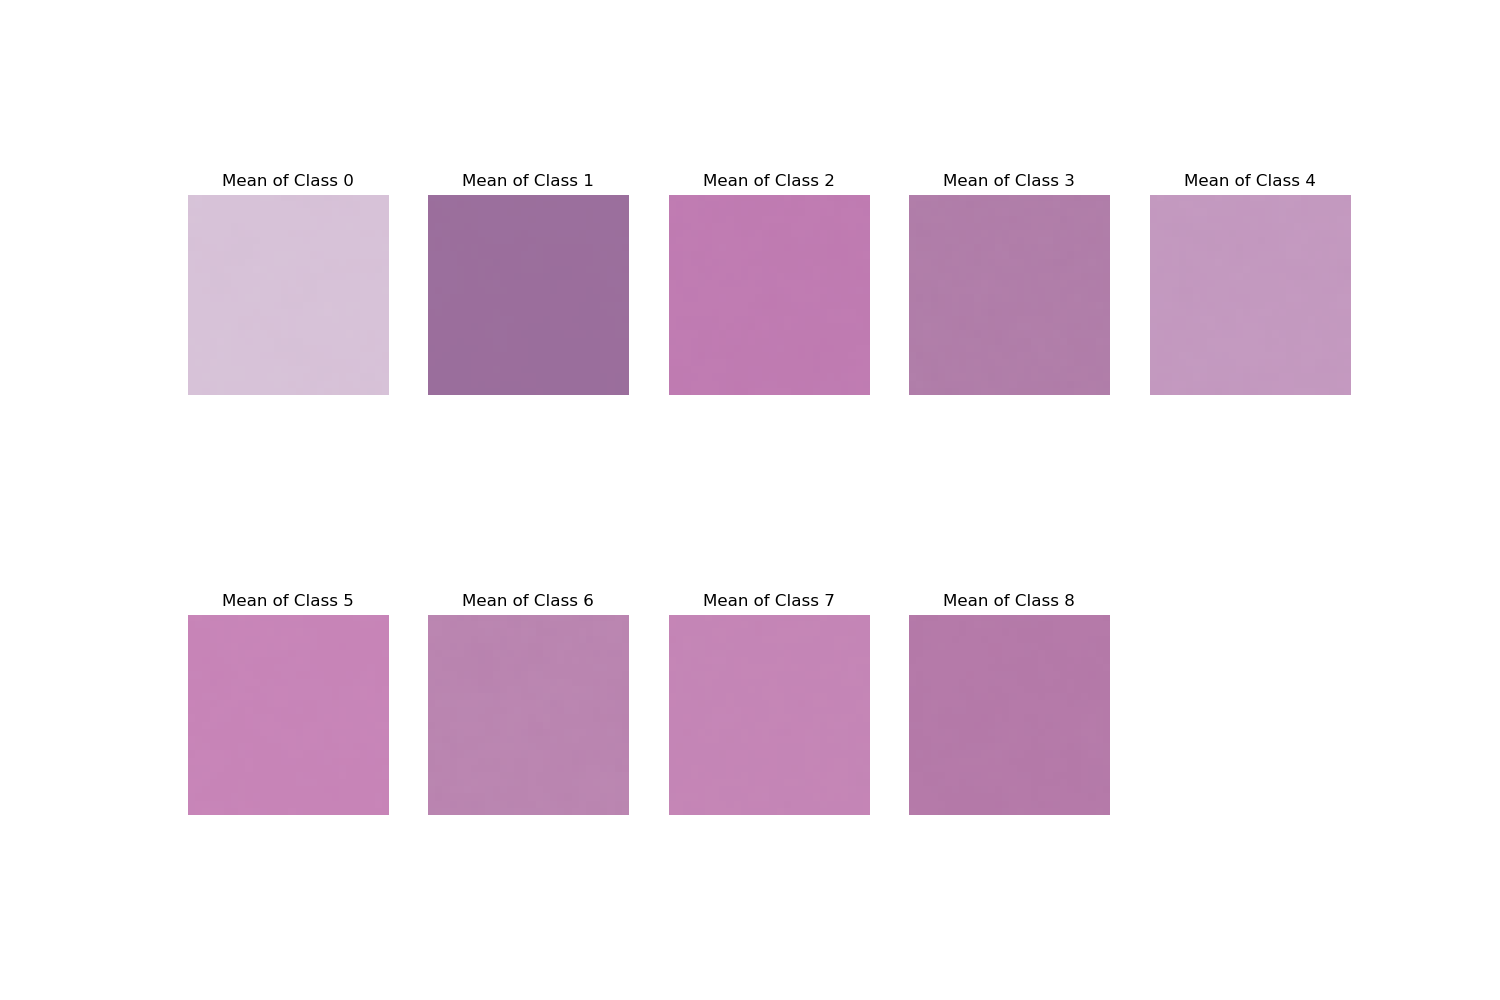 Mean of Class 0
Mean of Class 1
Mean of Class 2
Mean of Class 3
Mean of Class 4
Mean of Class 5
Mean of Class 6
Mean of Class 7
Mean of Class 8